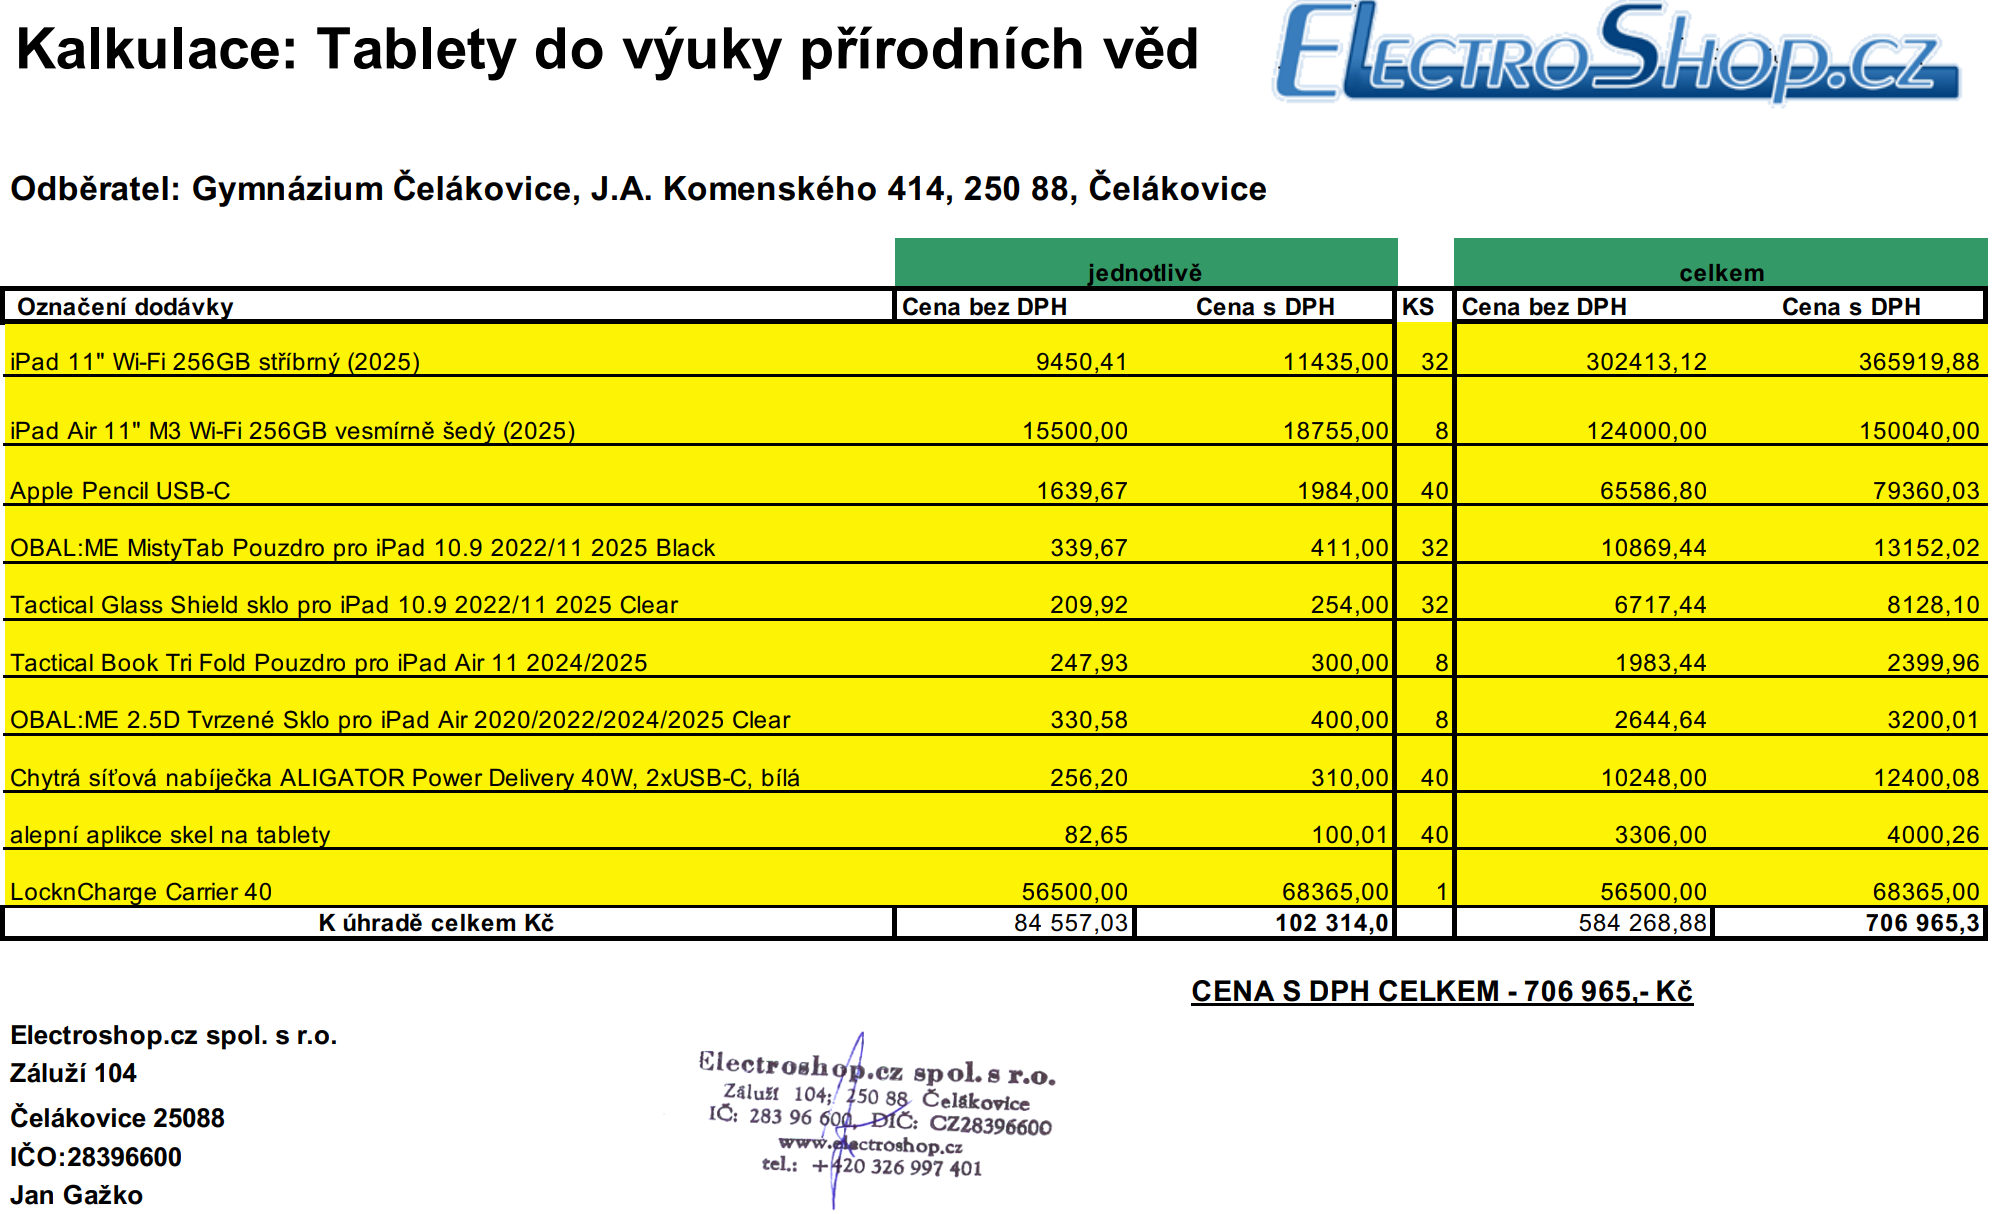 Kalkulace: Tablety do výuky přírodních věd
ElectroShop.cz
Odběratel: Gymnázium Čelákovice, J.A. Komenského 414, 250 88, Čelákovice
jednotlivě celkem
Označení dodávky Cena bez DPH Cena s DPH KS Cena bez DPH Cena s DPH
iPad 11" Wi-Fi 256GB stříbrný (2025) 9450,41 11435,00 32 302413,12 365919,88
iPad Air 11" M3 Wi-Fi 256GB vesmírně šedý (2025) 15500,00 18755,00 8 124000,00 150040,00
Apple Pencil USB-C 1639,67 1984,00 40 65586,80 79360,03
OBAL:ME MistyTab Pouzdro pro iPad 10.9 2022/11 2025 Black 339,67 411,00 32 10869,44 13152,02
Tactical Glass Shield sklo pro iPad 10.9 2022/11 2025 Clear 209,92 254,00 32 6717,44 8128,10
Tactical Book Tri Fold Pouzdro pro iPad Air 11 2024/2025 247,93 300,00 8 1983,44 2399,96
OBAL:ME 2.5D Tvrzené Sklo pro iPad Air 2020/2022/2024/2025 Clear 330,58 400,00 8 2644,64 3200,01
Chytrá síťová nabíječka ALIGATOR Power Delivery 40W, 2xUSB-C, bílá 256,20 310,00 40 10248,00 12400,08
alepní aplikce skel na tablety 82,65 100,01 40 3306,00 4000,26
LocknCharge Carrier 40 56500,00 68365,00 1 56500,00 68365,00
K úhradě celkem Kč 84 557,03 102 314,0 584 268,88 706 965,3
CENA S DPH CELKEM - 706 965,- Kč
Electroshop.cz spol. s r.o.
Záluží 104
Čelákovice 25088
IČO:28396600
Jan Gažko
Electroshop.cz spol. s r.o.
Záluží 104; 250 88 Čelákovice
IČ: 283 96 600, DIČ: CZ28396600
www.electroshop.cz
tel.: +420 326 997 401